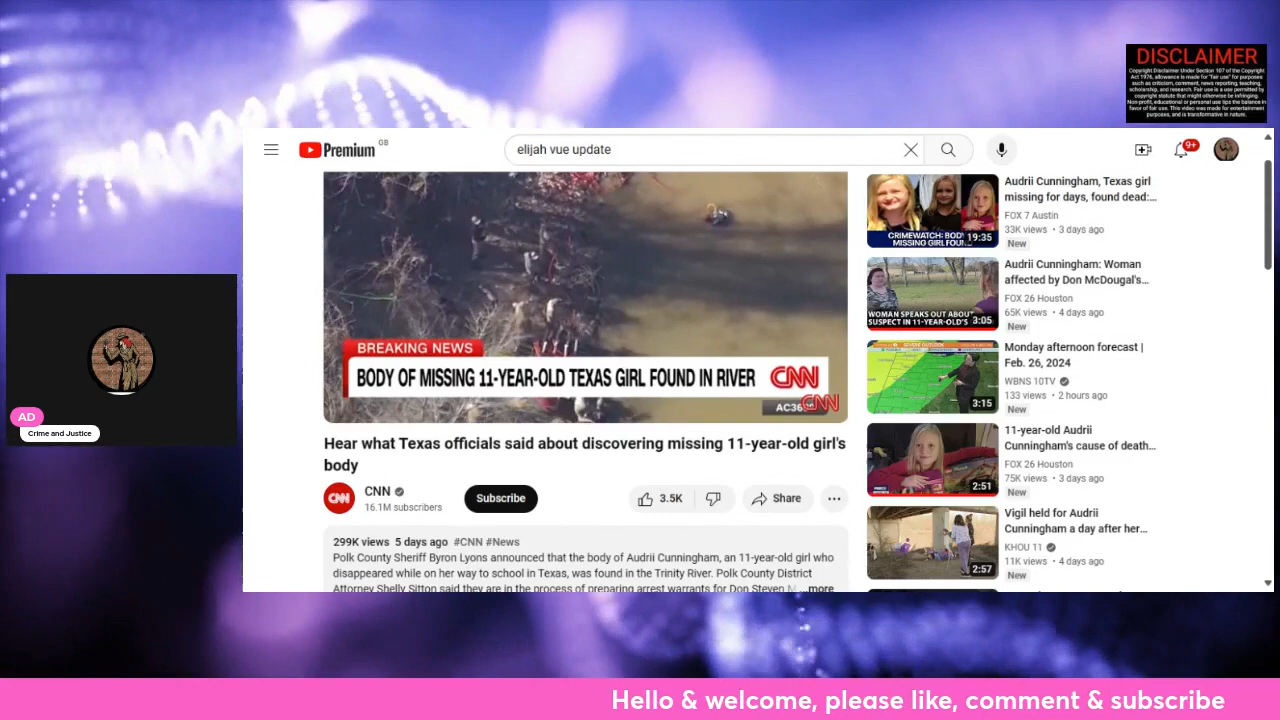 DISCLAIMER
Copyright Disclaimer Under Section 107 of the Copyright
Act 1976, allowance is made for "fair use" for purposes
such as criticism, comment, news reporting, teaching,
scholarship, and research. Fair use is a use permitted by
copyright statute that might otherwise be infringing.
Non-profit, educational or personal use tips the balance in
favor of fair use. This video was made for entertainment
purposes, and is transformative in nature.
Premium GB
elijah vue update
9+
BREAKING NEWS
BODY OF MISSING 11-YEAR-OLD TEXAS GIRL FOUND IN RIVER
CNN
CNN
Hear what Texas officials said about discovering missing 11-year-old girl's
body
CNN
CNN
16.1M subscribers
Subscribe
3.5K
Share
299K views 5 days ago #CNN #News
Polk County Sheriff Byron Lyons announced that the body of Audrii Cunningham, an 11-year-old girl who
disappeared while on her way to school in Texas, was found in the Trinity River. Polk County District
Attorney Shelly Sitton said they are in the process of preparing arrest warrants for Don Steven M ...more
CRIMEWATCH: BODY
MISSING GIRL FOUN
19:35
Audrii Cunningham, Texas girl
missing for days, found dead:...
FOX 7 Austin
33K views • 3 days ago
New
WOMAN SPEAKS OUT ABOUT
SUSPECT IN 11-YEAR-OLD'S
3:05
Audrii Cunningham: Woman
affected by Don McDougal's...
FOX 26 Houston
65K views • 4 days ago
New
3:15
Monday afternoon forecast |
Feb. 26, 2024
WBNS 10TV
133 views • 2 hours ago
New
2:51
11-year-old Audrii
Cunningham's cause of death...
FOX 26 Houston
75K views • 3 days ago
New
2:57
Vigil held for Audrii
Cunningham a day after her...
KHOU 11
11K views • 4 days ago
New
AD
Crime and Justice
Hello & welcome, please like, comment & subscribe